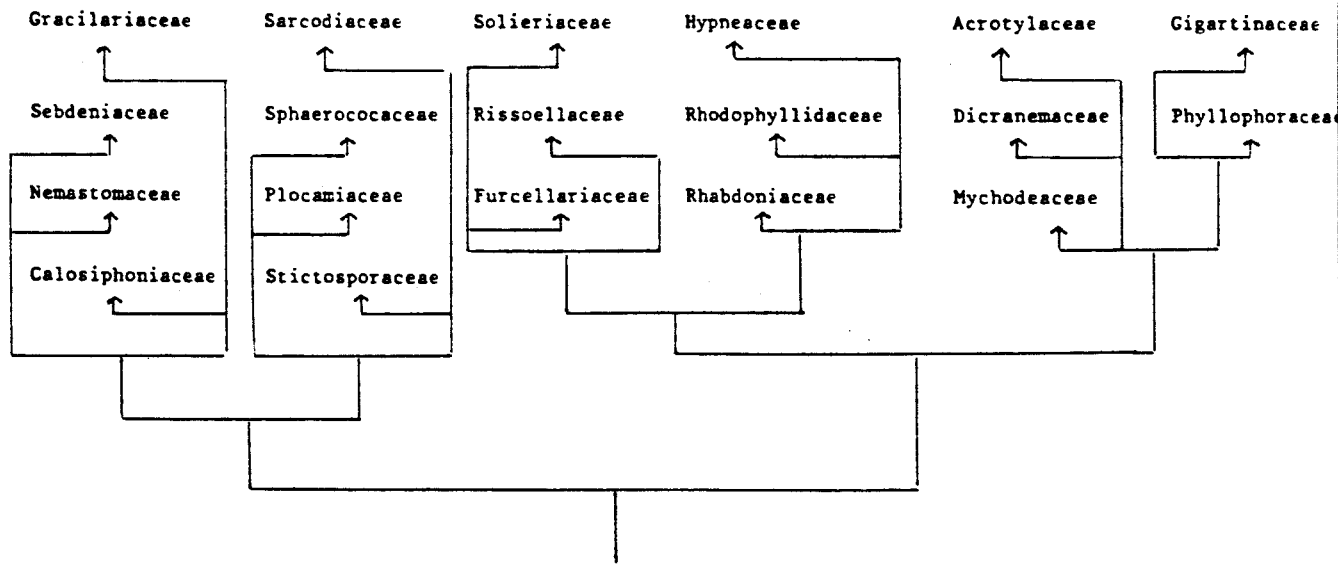 Gracilariaceae Sarcodiaceae Solieriaceae Hypneaceae Acrotylaceae Gigartinaceae
Sebdeniaceae Sphaerococaceae Rissoellaceae Rhodophyllidaceae Dicranemaceae Phyllophoraceae
Nemastomaceae Plocamiaceae Furcellariaceae Rhabdoniaceae Mychodeaceae
Calosiphoniaceae Stictosporaceae